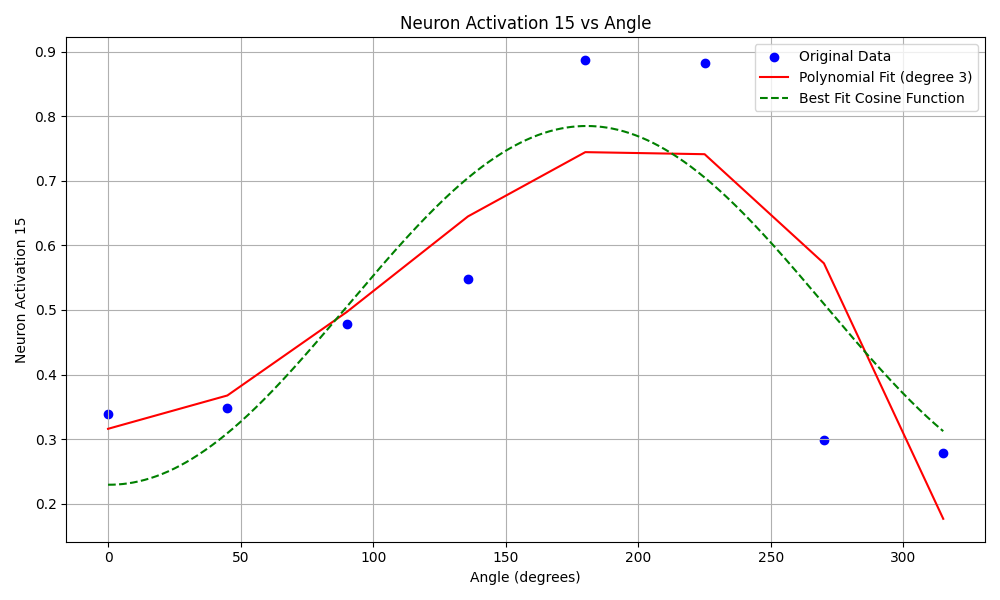 Neuron Activation 15 vs Angle
Original Data
Polynomial Fit (degree 3)
Best Fit Cosine Function
Neuron Activation 15
0.9
0.8
0.7
0.6
0.5
0.4
0.3
0.2
0
50
100
150
200
250
300
Angle (degrees)